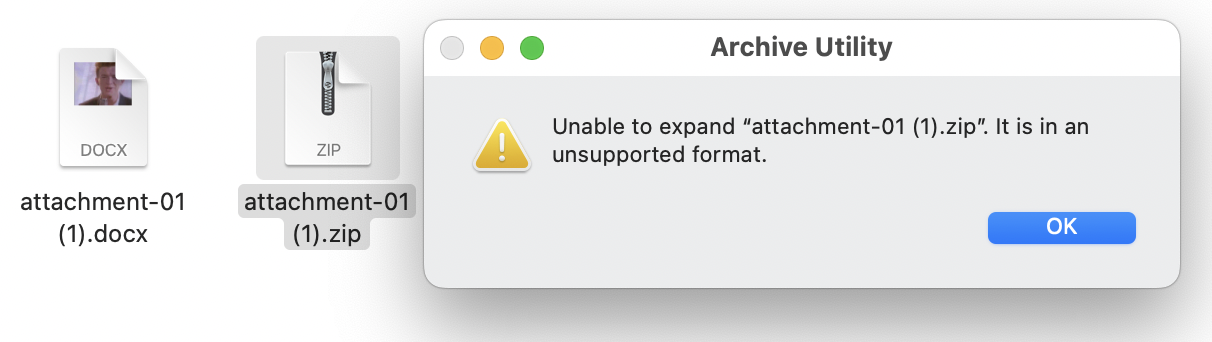 Archive Utility
Unable to expand “attachment-01 (1).zip”. It is in an
unsupported format.
OK
DOCX
attachment-01
(1).docx
ZIP
attachment-01
(1).zip